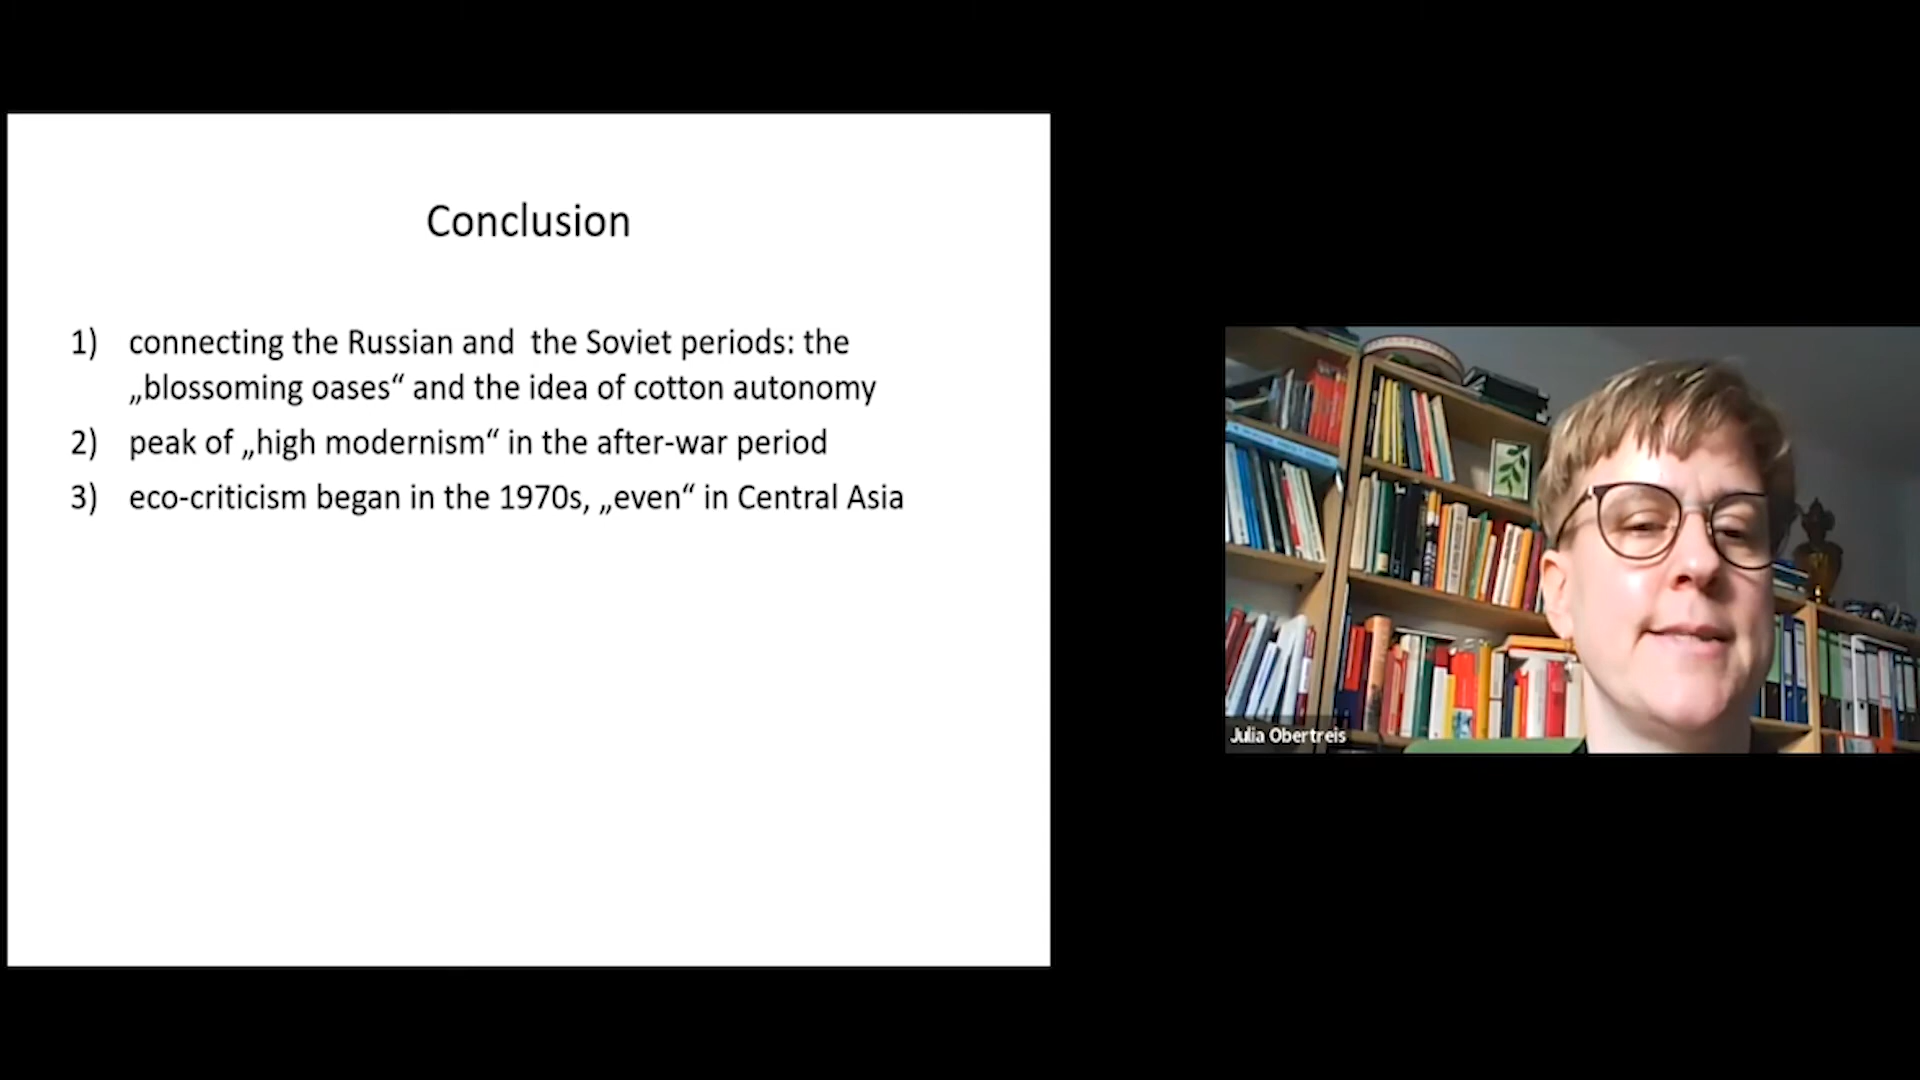 Conclusion
1) connecting the Russian and  the Soviet periods: the
„blossoming oases“ and the idea of cotton autonomy
2) peak of „high modernism“ in the after-war period
3) eco-criticism began in the 1970s, „even“ in Central Asia
Julia Obertreis